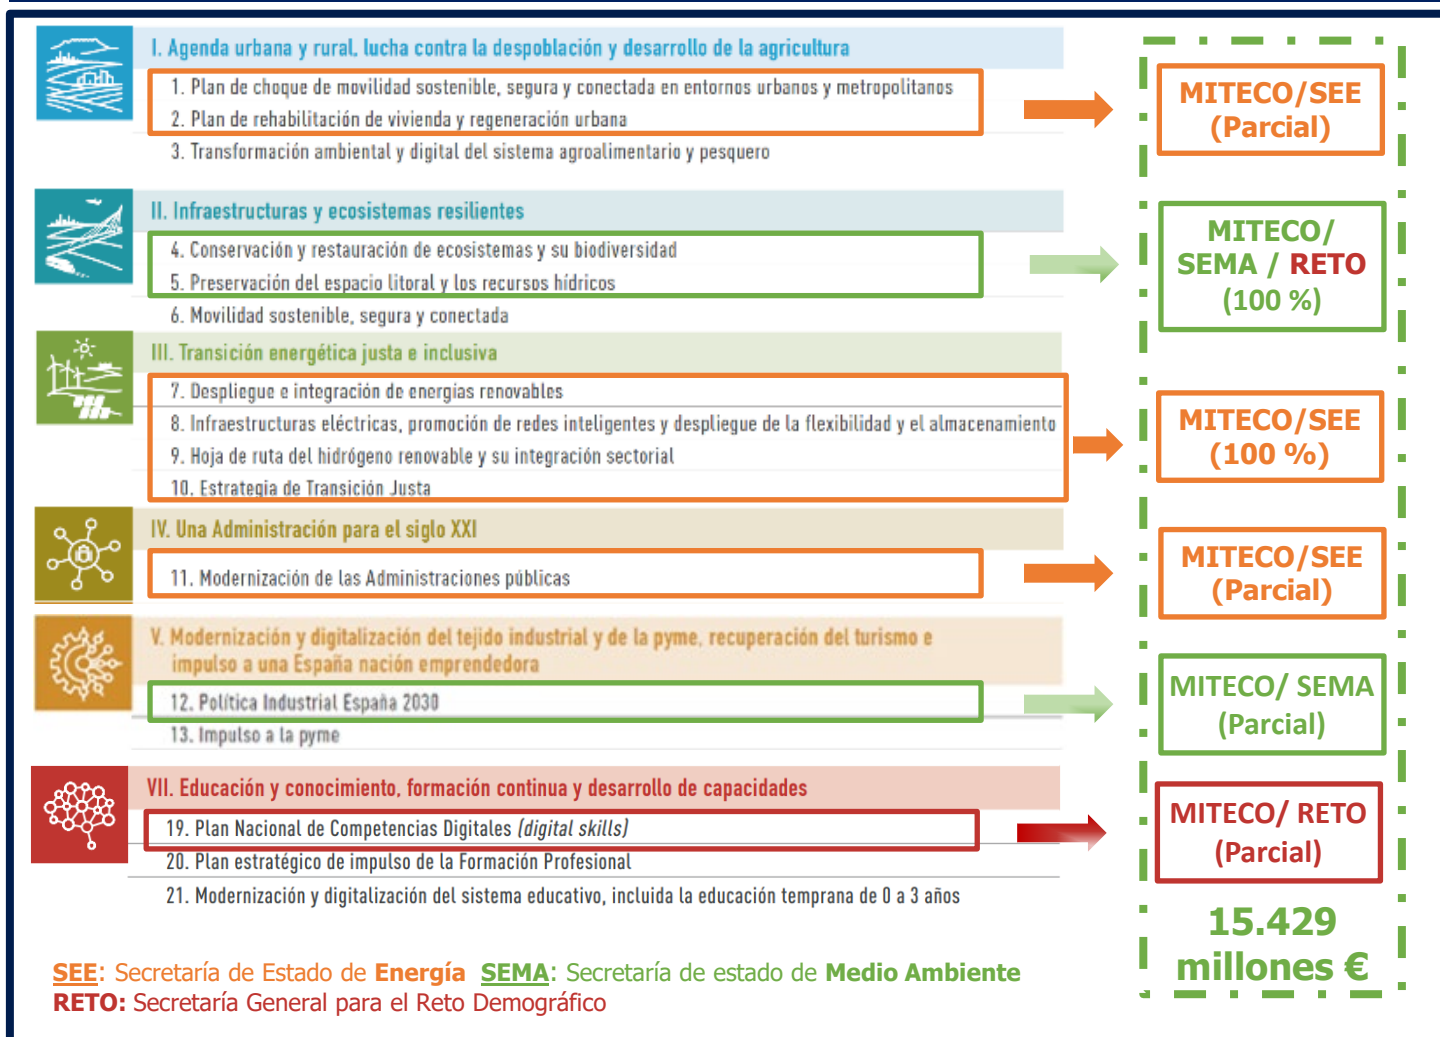 I. Agenda urbana y rural, lucha contra la despoblación y desarrollo de la agricultura
1. Plan de choque de movilidad sostenible, segura y conectada en entornos urbanos y metropolitanos
2. Plan de rehabilitación de vivienda y regeneración urbana
3. Transformación ambiental y digital del sistema agroalimentario y pesquero
MITECO/SEE
(Parcial)
II. Infraestructuras y ecosistemas resilientes
4. Conservación y restauración de ecosistemas y su biodiversidad
5. Preservación del espacio litoral y los recursos hídricos
6. Movilidad sostenible, segura y conectada
MITECO/
SEMA / RETO
(100 %)
III. Transición energética justa e inclusiva
7. Despliegue e integración de energías renovables
8. Infraestructuras eléctricas, promoción de redes inteligentes y despliegue de la flexibilidad y el almacenamiento
9. Hoja de ruta del hidrógeno renovable y su integración sectorial
10. Estrategia de Transición Justa
MITECO/SEE
(100 %)
IV. Una Administración para el siglo XXI
11. Modernización de las Administraciones públicas
MITECO/SEE
(Parcial)
V. Modernización y digitalización del tejido industrial y de la pyme, recuperación del turismo e
impulso a una España nación emprendedora
12. Política Industrial España 2030
13. Impulso a la pyme
MITECO/ SEMA
(Parcial)
VII. Educación y conocimiento, formación continua y desarrollo de capacidades
19. Plan Nacional de Competencias Digitales (digital skills)
20. Plan estratégico de impulso de la Formación Profesional
21. Modernización y digitalización del sistema educativo, incluida la educación temprana de 0 a 3 años
MITECO/ RETO
(Parcial)
15.429
millones €
SEE: Secretaría de Estado de Energía SEMA: Secretaría de estado de Medio Ambiente
RETO: Secretaría General para el Reto Demográfico